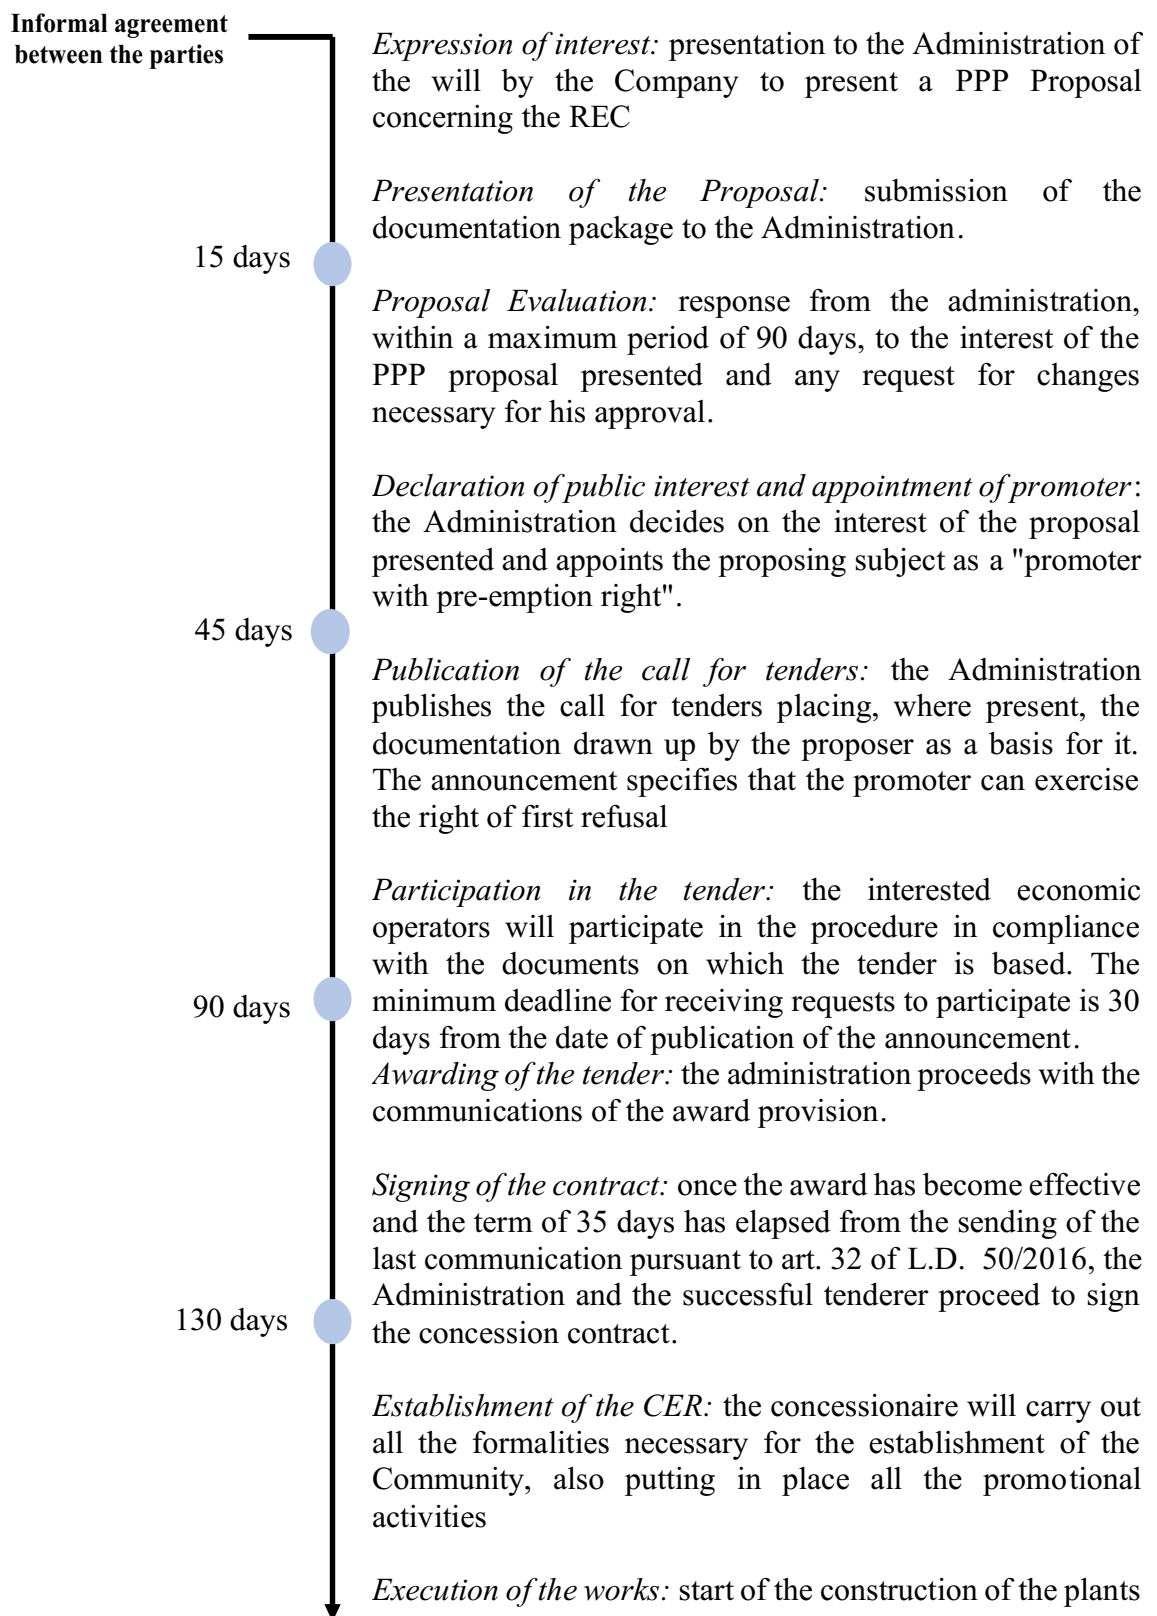 Informal agreement
between the parties
Expression of interest: presentation to the Administration of
the will by the Company to present a PPP Proposal
concerning the REC
Presentation of the Proposal: submission of the
documentation package to the Administration.
15 days
Proposal Evaluation: response from the administration,
within a maximum period of 90 days, to the interest of the
PPP proposal presented and any request for changes
necessary for his approval.
Declaration of public interest and appointment of promoter:
the Administration decides on the interest of the proposal
presented and appoints the proposing subject as a "promoter
with pre-emption right".
45 days
Publication of the call for tenders: the Administration
publishes the call for tenders placing, where present, the
documentation drawn up by the proposer as a basis for it.
The announcement specifies that the promoter can exercise
the right of first refusal
Participation in the tender: the interested economic
operators will participate in the procedure in compliance
with the documents on which the tender is based. The
minimum deadline for receiving requests to participate is 30
days from the date of publication of the announcement.
90 days
Awarding of the tender: the administration proceeds with the
communications of the award provision.
Signing of the contract: once the award has become effective
and the term of 35 days has elapsed from the sending of the
last communication pursuant to art. 32 of L.D. 50/2016, the
Administration and the successful tenderer proceed to sign
the concession contract.
130 days
Establishment of the CER: the concessionaire will carry out
all the formalities necessary for the establishment of the
Community, also putting in place all the promotional
activities
Execution of the works: start of the construction of the plants